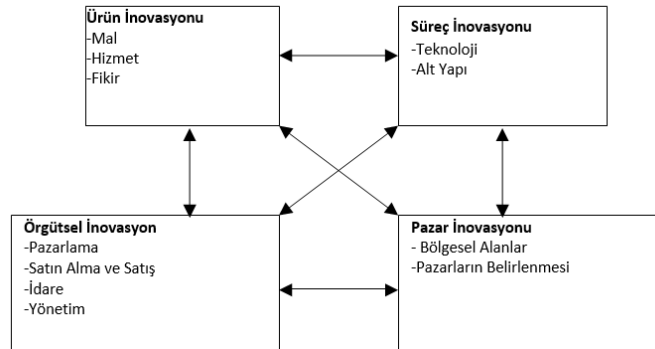 Ürün İnovasyonu
-Mal
-Hizmet
-Fikir
Süreç İnovasyonu
-Teknoloji
-Alt Yapı
Örgütsel İnovasyon
-Pazarlama
-Satın Alma ve Satış
-İdare
-Yönetim
Pazar İnovasyonu
- Bölgesel Alanlar
-Pazarların Belirlenmesi